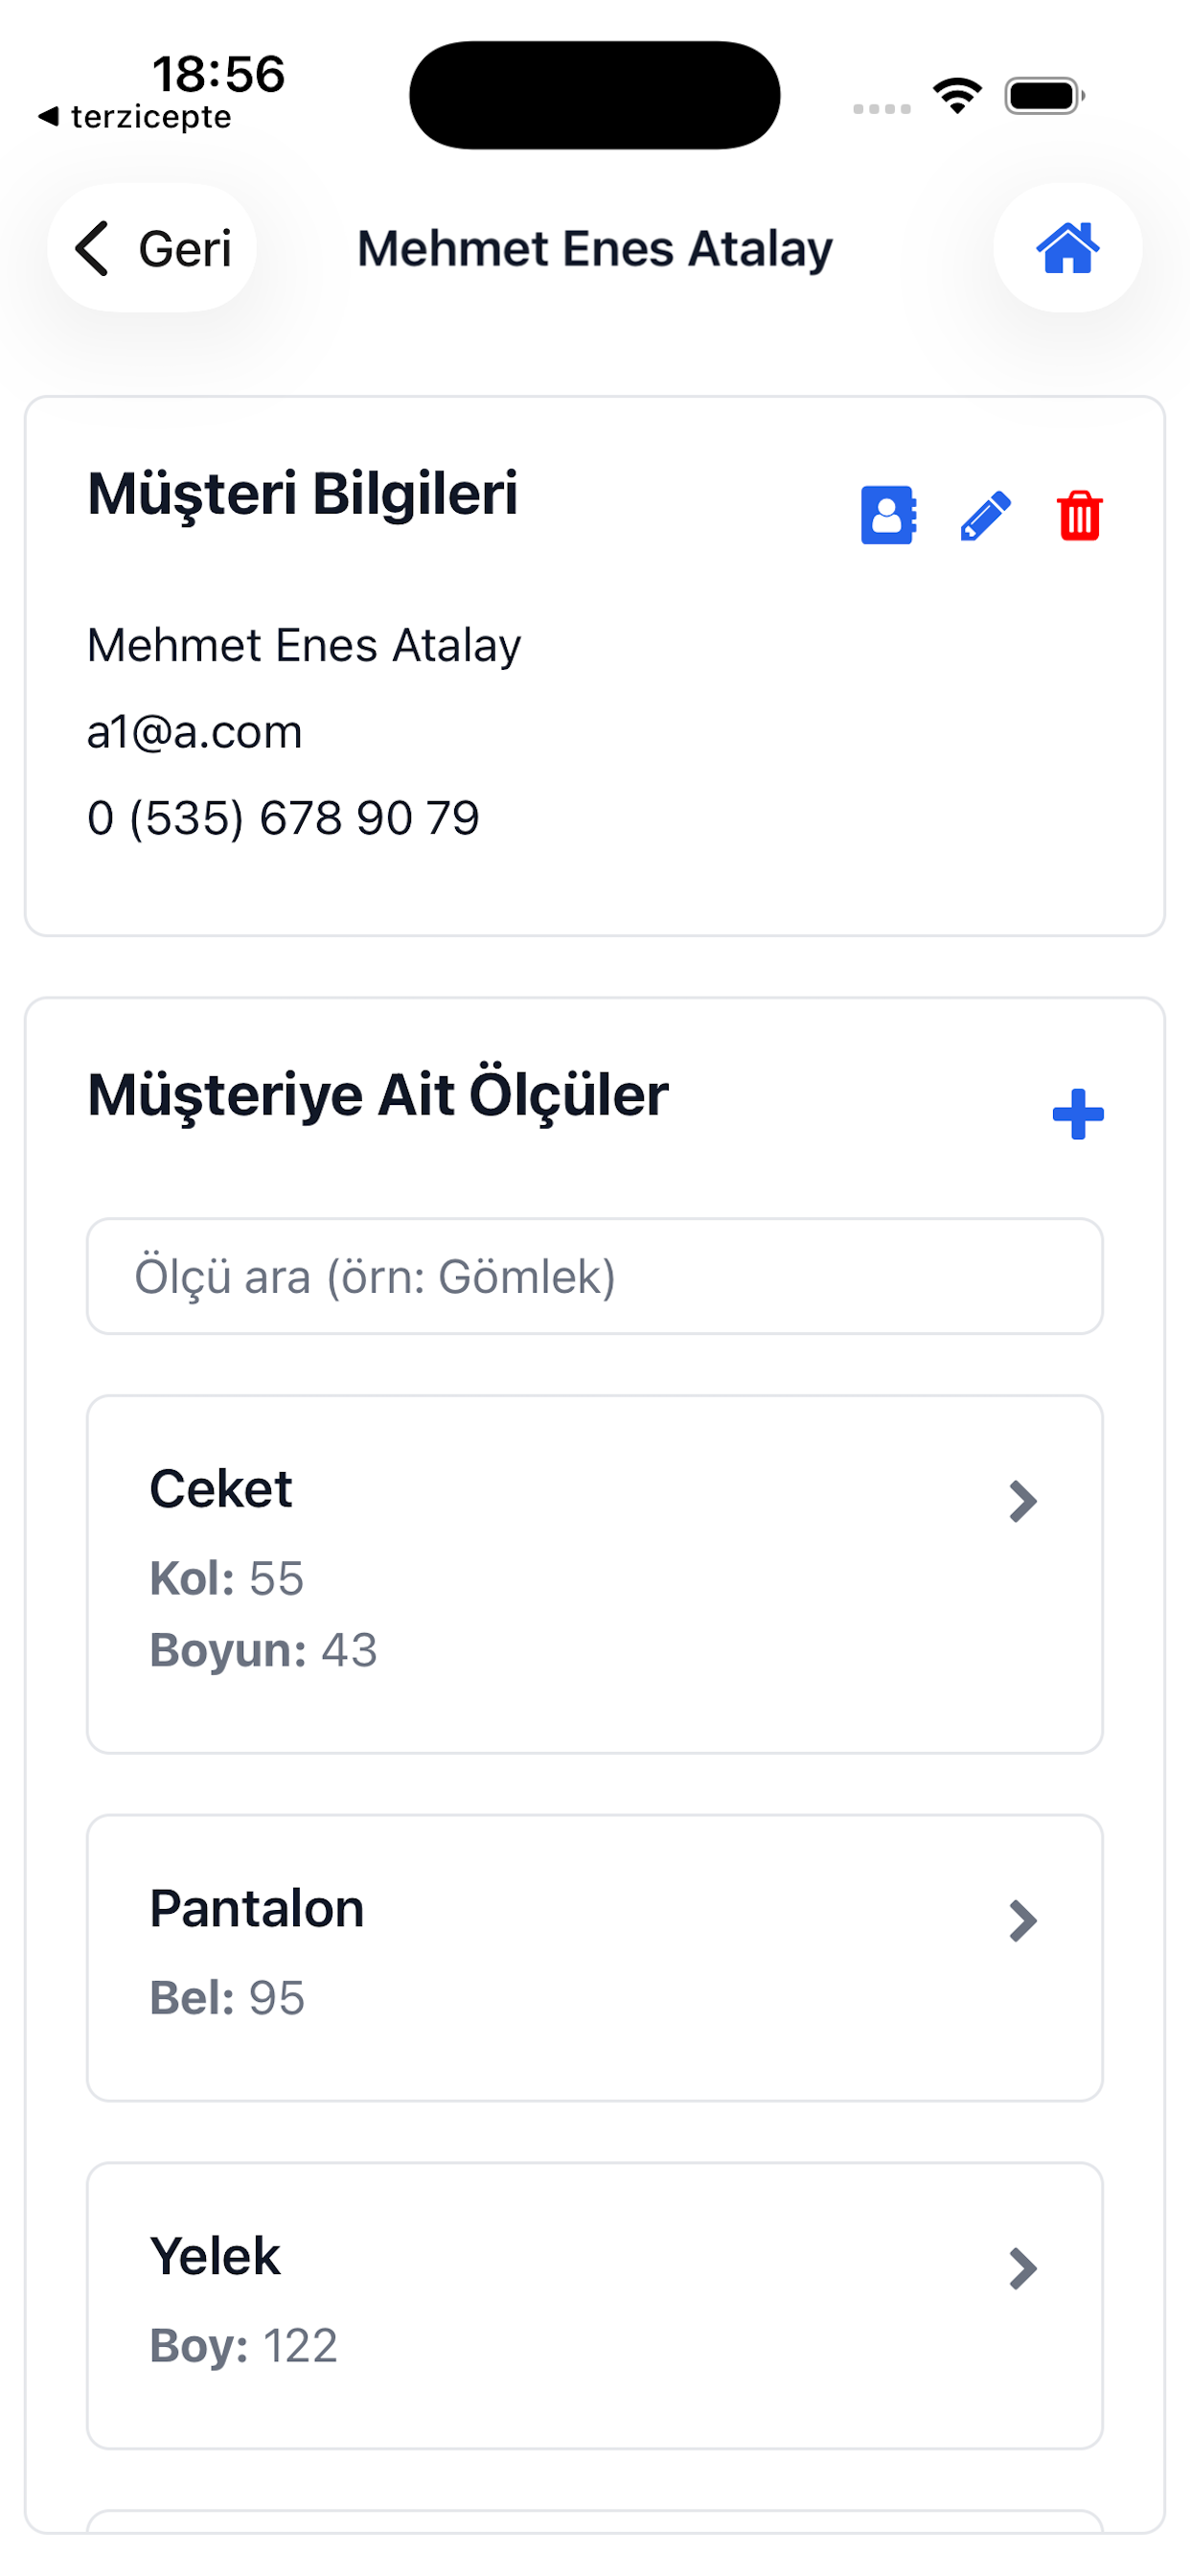 18:56
◀ terzicepte
Geri
Mehmet Enes Atalay
Müşteri Bilgileri
Mehmet Enes Atalay
a1@a.com
0 (535) 678 90 79
Müşteriye Ait Ölçüler
Ölçü ara (örn: Gömlek)
Ceket
Kol: 55
Boyun: 43
Pantalon
Bel: 95
Yelek
Boy: 122